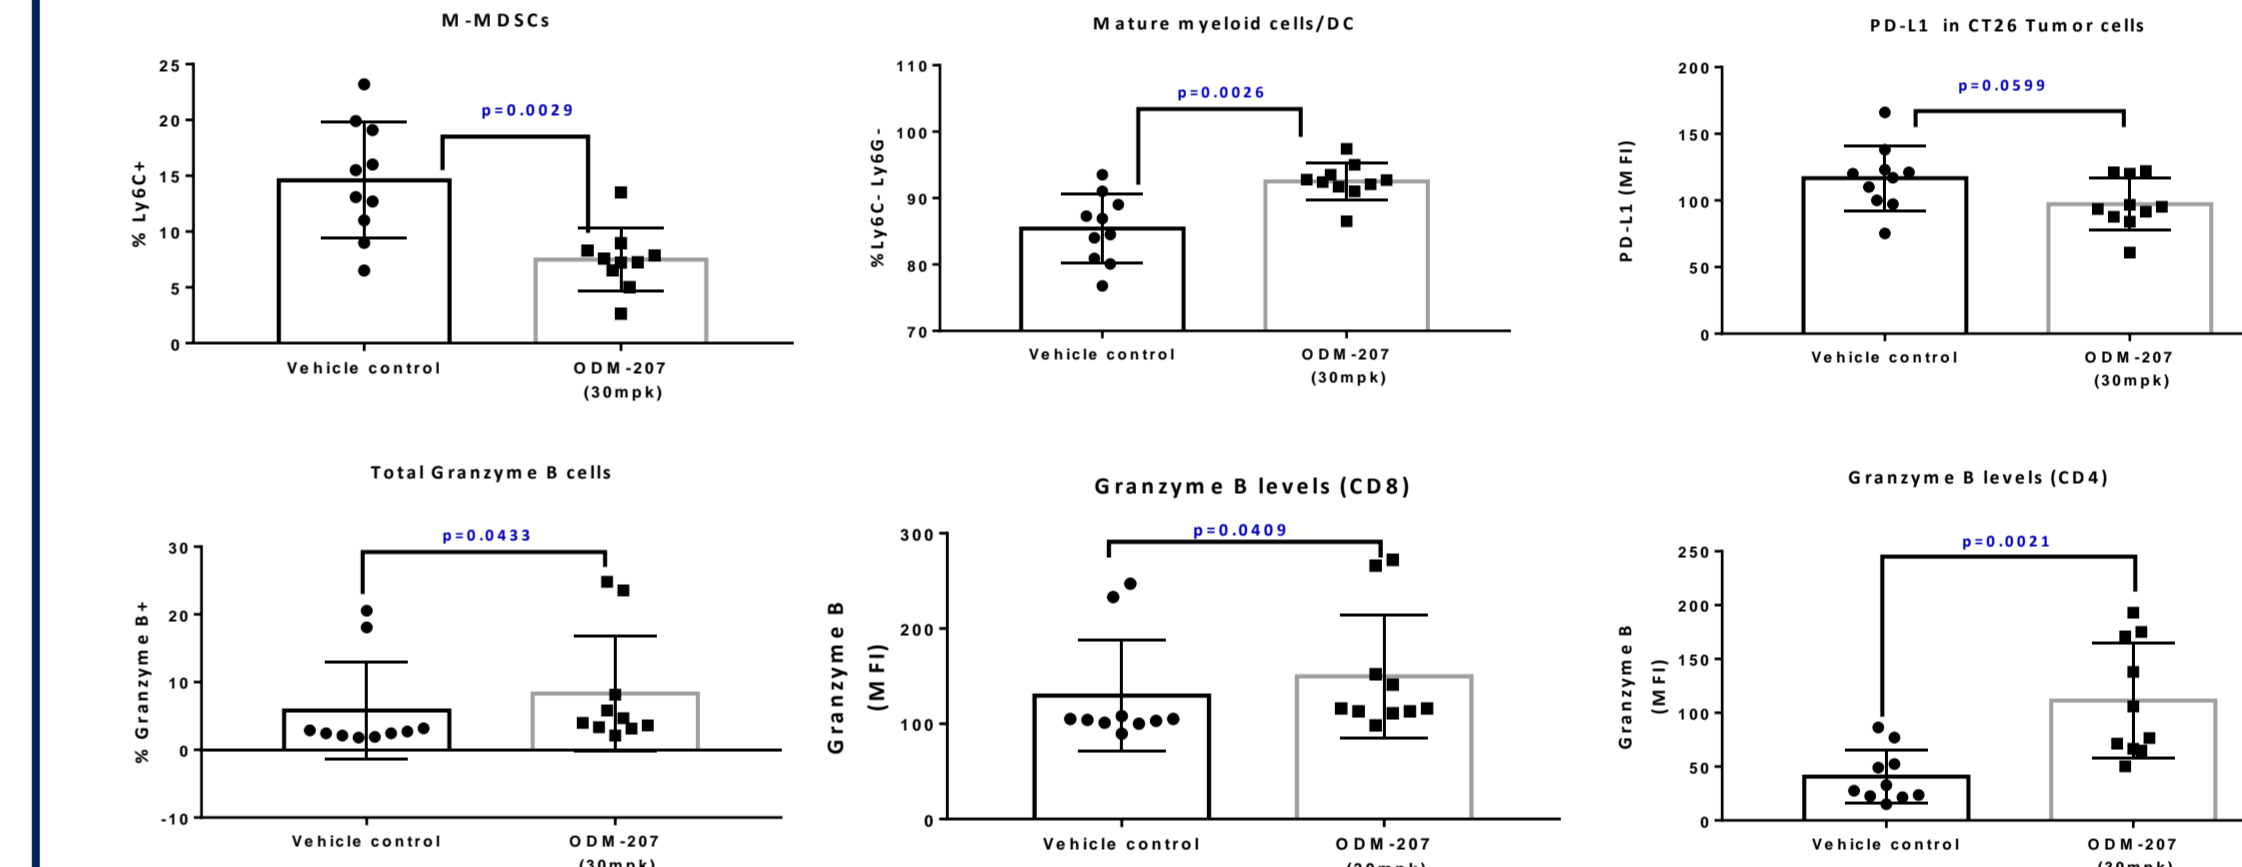 M-MDSCs
% Ly6C+
25
20
15
10
5
0
p=0.0029
Vehicle control
ODM-207
(30mpk)
Mature myeloid cells/DC
%Ly6C- Ly6G-
110
100
90
80
70
p=0.0026
Vehicle control
ODM-207
(30mpk)
PD-L1 in CT26 Tumor cells
PD-L1 (MFI)
200
150
100
50
0
p=0.0599
Vehicle control
ODM-207
(30mpk)
Total Granzyme B cells
% Granzyme B+
30
20
10
0
-10
p=0.0433
Vehicle control
ODM-207
(30mpk)
Granzyme B levels (CD8)
Granzyme B
(MFI)
300
200
100
0
p=0.0409
Vehicle control
ODM-207
Granzyme B levels (CD4)
Granzyme B
(MFI)
250
200
150
100
50
0
p=0.0021
Vehicle control
ODM-207
(30mpk)